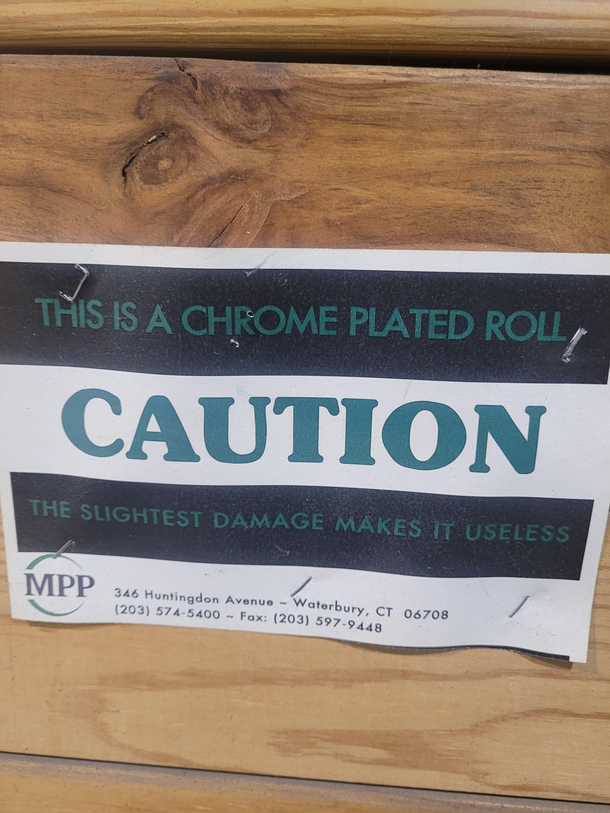 THIS IS A CHROME PLATED ROLL
CAUTION
THE SLIGHTEST DAMAGE MAKES IT USELESS
MPP
346 Huntingdon Avenue ~ Waterbury, CT 06708
(203) 574-5400 ~ Fax: (203) 597-9448